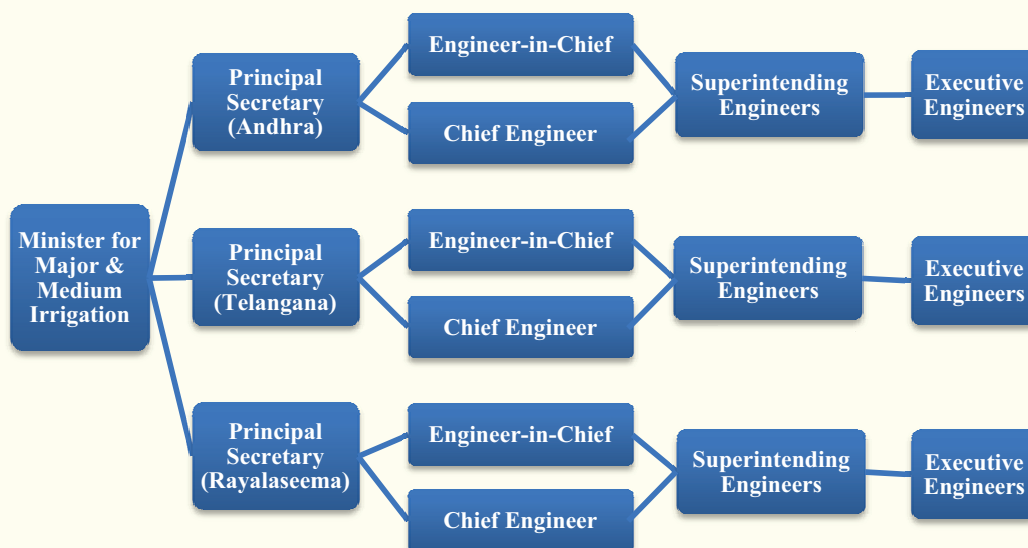 Minister for
Major &
Medium
Irrigation
Principal
Secretary
(Andhra)
Engineer-in-Chief
Chief Engineer
Superintending
Engineers
Executive
Engineers
Principal
Secretary
(Telangana)
Engineer-in-Chief
Chief Engineer
Superintending
Engineers
Executive
Engineers
Principal
Secretary
(Rayalaseema)
Engineer-in-Chief
Chief Engineer
Superintending
Engineers
Executive
Engineers